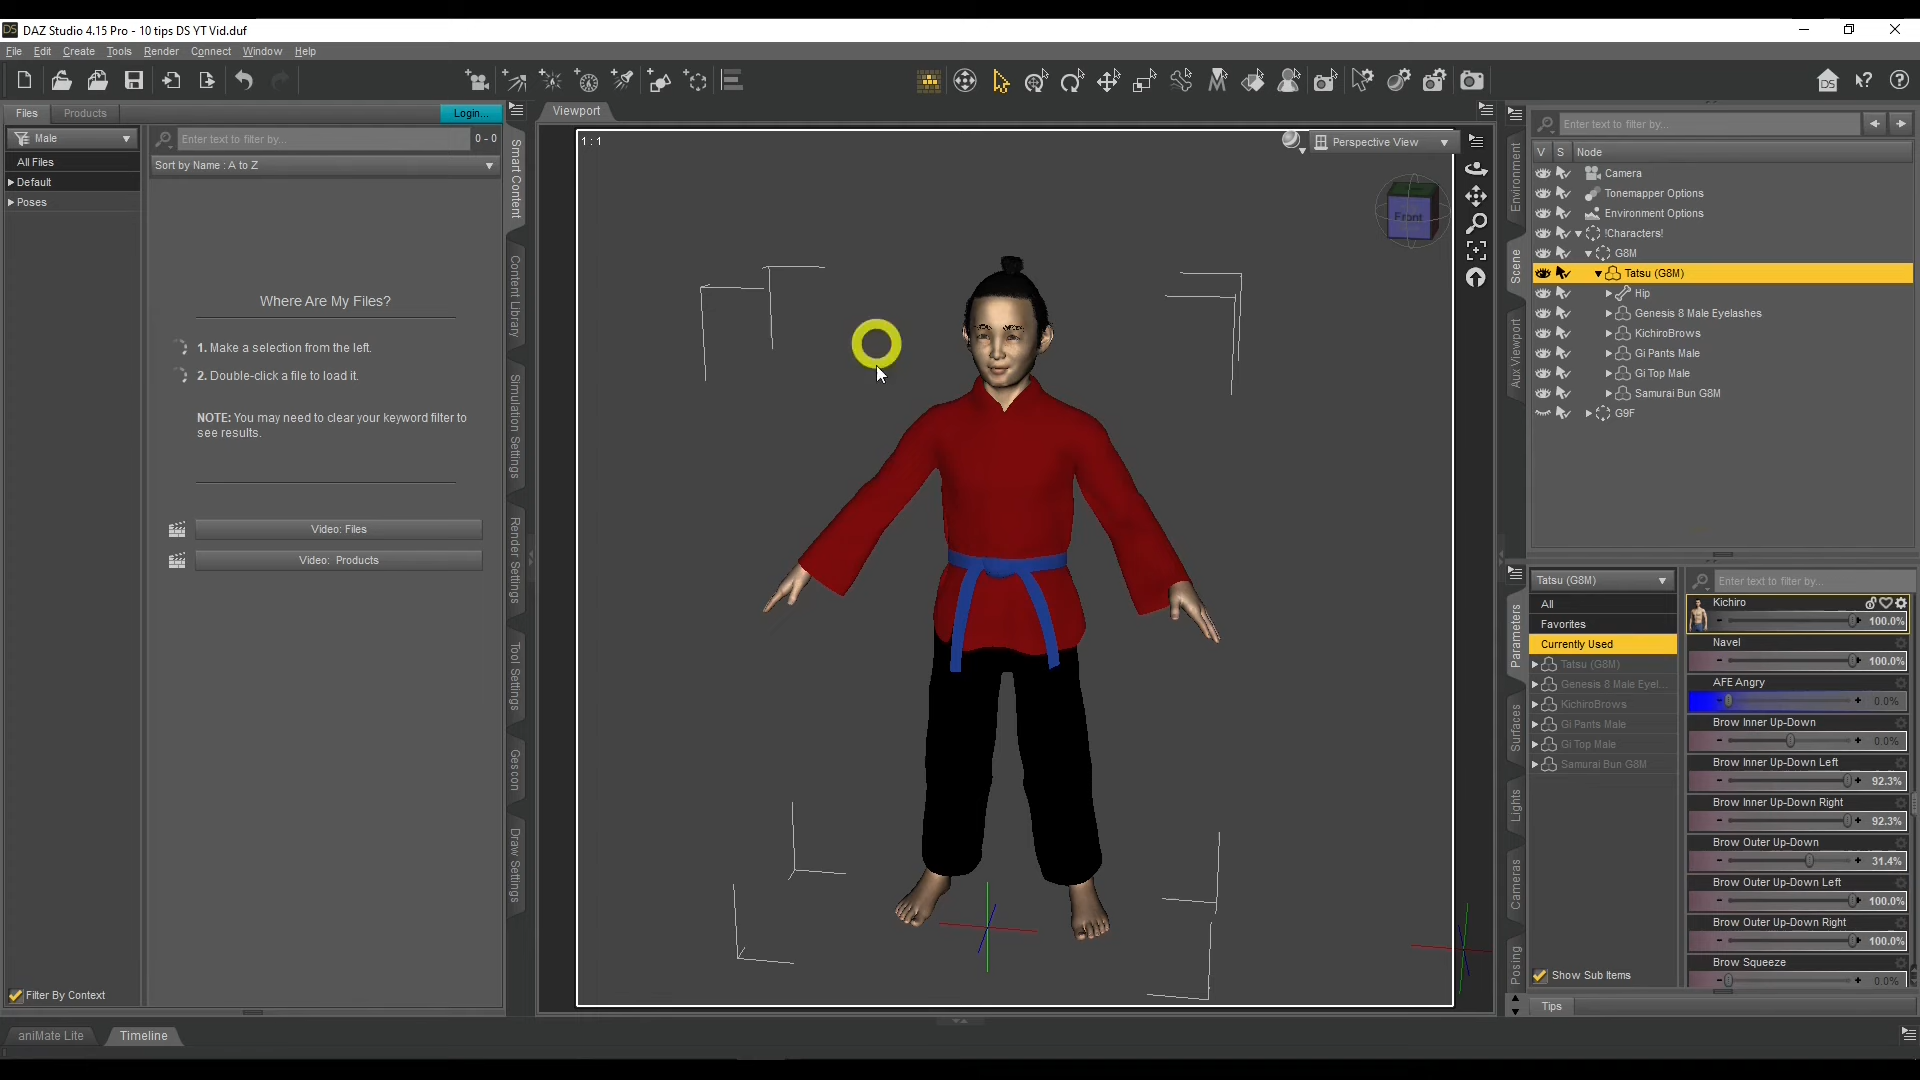 DAZ Studio 4.15 Pro - 10 tips DS YT Vid.duf
File Edit Create Tools Render Connect Window Help
Files Products Login...
Male Enter text to filter by... 0 - 0
All Files
Sort by Name : A to Z
Default
Poses
Where Are My Files?
1. Make a selection from the left.
2. Double-click a file to load it.
NOTE: You may need to clear your keyword filter to
see results.
Video: Files
Video: Products
Filter By Context
aniMate Lite Timeline
Smart Content
Content Library
Simulation Settings
Render Settings
Tool Settings
Gescon
Draw Settings
Viewport
1 : 1
Perspective View
Front
Environment
Scene
Aux Viewport
Enter text to filter by...
V S Node
Camera
Tonemapper Options
Environment Options
!Characters!
G8M
Tatsu (G8M)
Hip
Genesis 8 Male Eyelashes
KichiroBrows
Gi Pants Male
Gi Top Male
Samurai Bun G8M
G9F
Parameters
Surfaces
Lights
Cameras
Posing
Tatsu (G8M)
Enter text to filter by...
All
Favorites
Currently Used
Tatsu (G8M)
Genesis 8 Male Eyel...
KichiroBrows
Gi Pants Male
Gi Top Male
Samurai Bun G8M
Show Sub Items
Kichiro
100.0%
Navel
100.0%
AFE Angry
0.0%
Brow Inner Up-Down
0.0%
Brow Inner Up-Down Left
92.3%
Brow Inner Up-Down Right
92.3%
Brow Outer Up-Down
31.4%
Brow Outer Up-Down Left
100.0%
Brow Outer Up-Down Right
100.0%
Brow Squeeze
0.0%
Tips